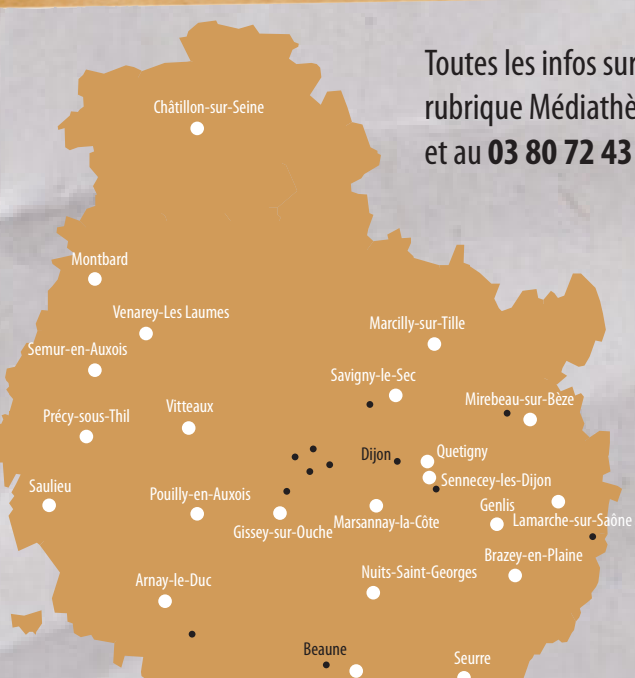 Toutes les infos sur
rubrique Médiathè
et au 03 80 72 43
Châtillon-sur-Seine
Montbard
Venarey-Les Laumes
Marcilly-sur-Tille
Semur-en-Auxois
Savigny-le-Sec
Mirebeau-sur-Bèze
Précy-sous-Thil
Vitteaux
Dijon
Quetigny
Sennecey-les-Dijon
Saulieu
Pouilly-en-Auxois
Genlis
Gissey-sur-Ouche
Marsannay-la-Côte
Lamarche-sur-Saône
Brazey-en-Plaine
Arnay-le-Duc
Nuits-Saint-Georges
Beaune
Seurre